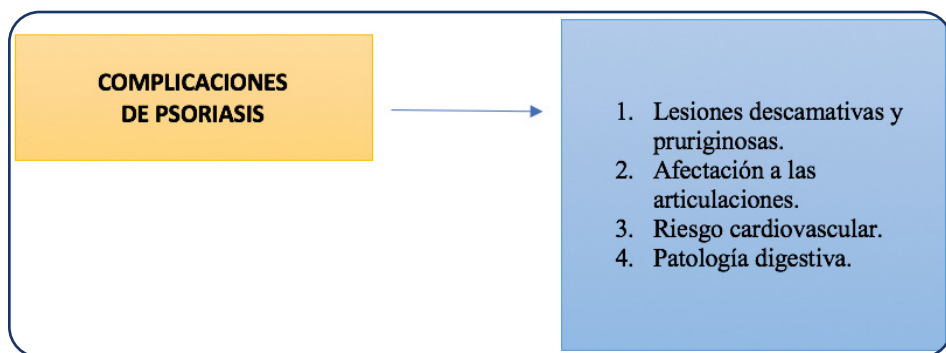 COMPLICACIONES
DE PSORIASIS
1. Lesiones descamativas y
pruriginosas.
2. Afectación a las
articulaciones.
3. Riesgo cardiovascular.
4. Patología digestiva.